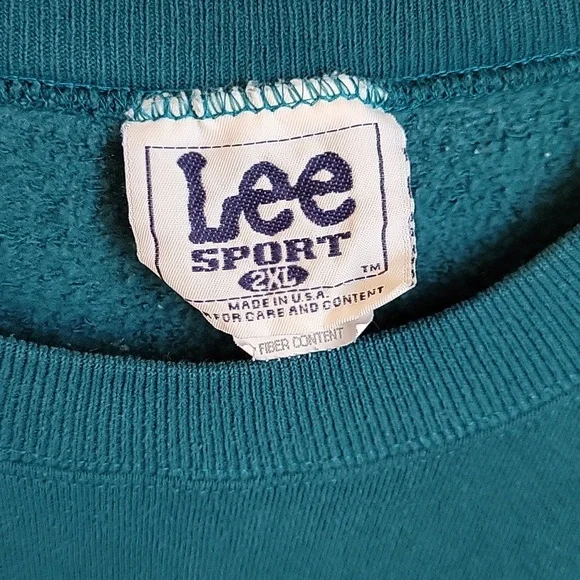 Lee
SPORT
2XL
TM
MADE IN U.S.A.
FOR CARE AND CONTENT
FIBER CONTENT